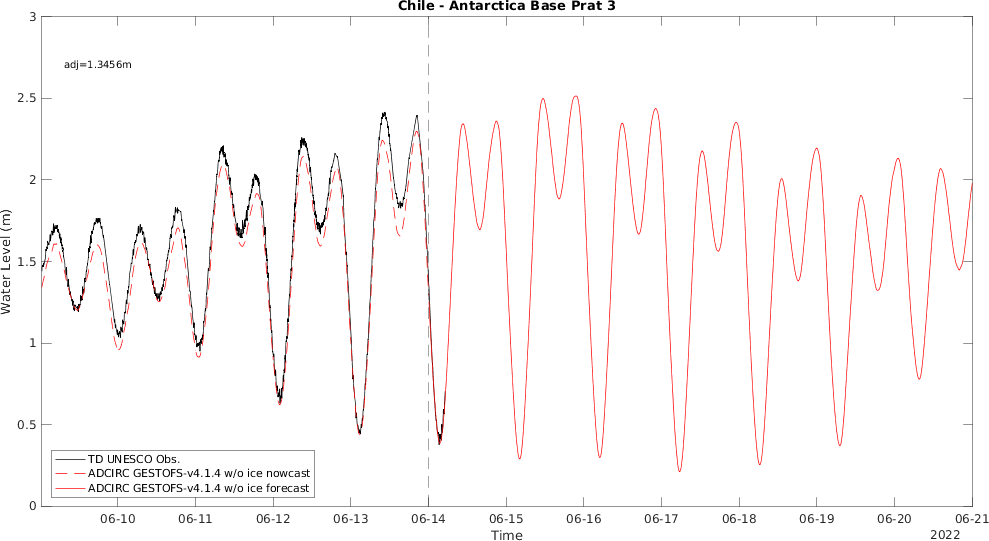 Chile - Antarctica Base Prat 3
adj=1.3456m
3
2.5
2
1.5
1
0.5
0
Water Level (m)
TD UNESCO Obs.
ADCIRC GESTOFS-v4.1.4 w/o ice nowcast
ADCIRC GESTOFS-v4.1.4 w/o ice forecast
06-10 06-11 06-12 06-13 06-14 06-15 06-16 06-17 06-18 06-19 06-20 06-21
Time
2022